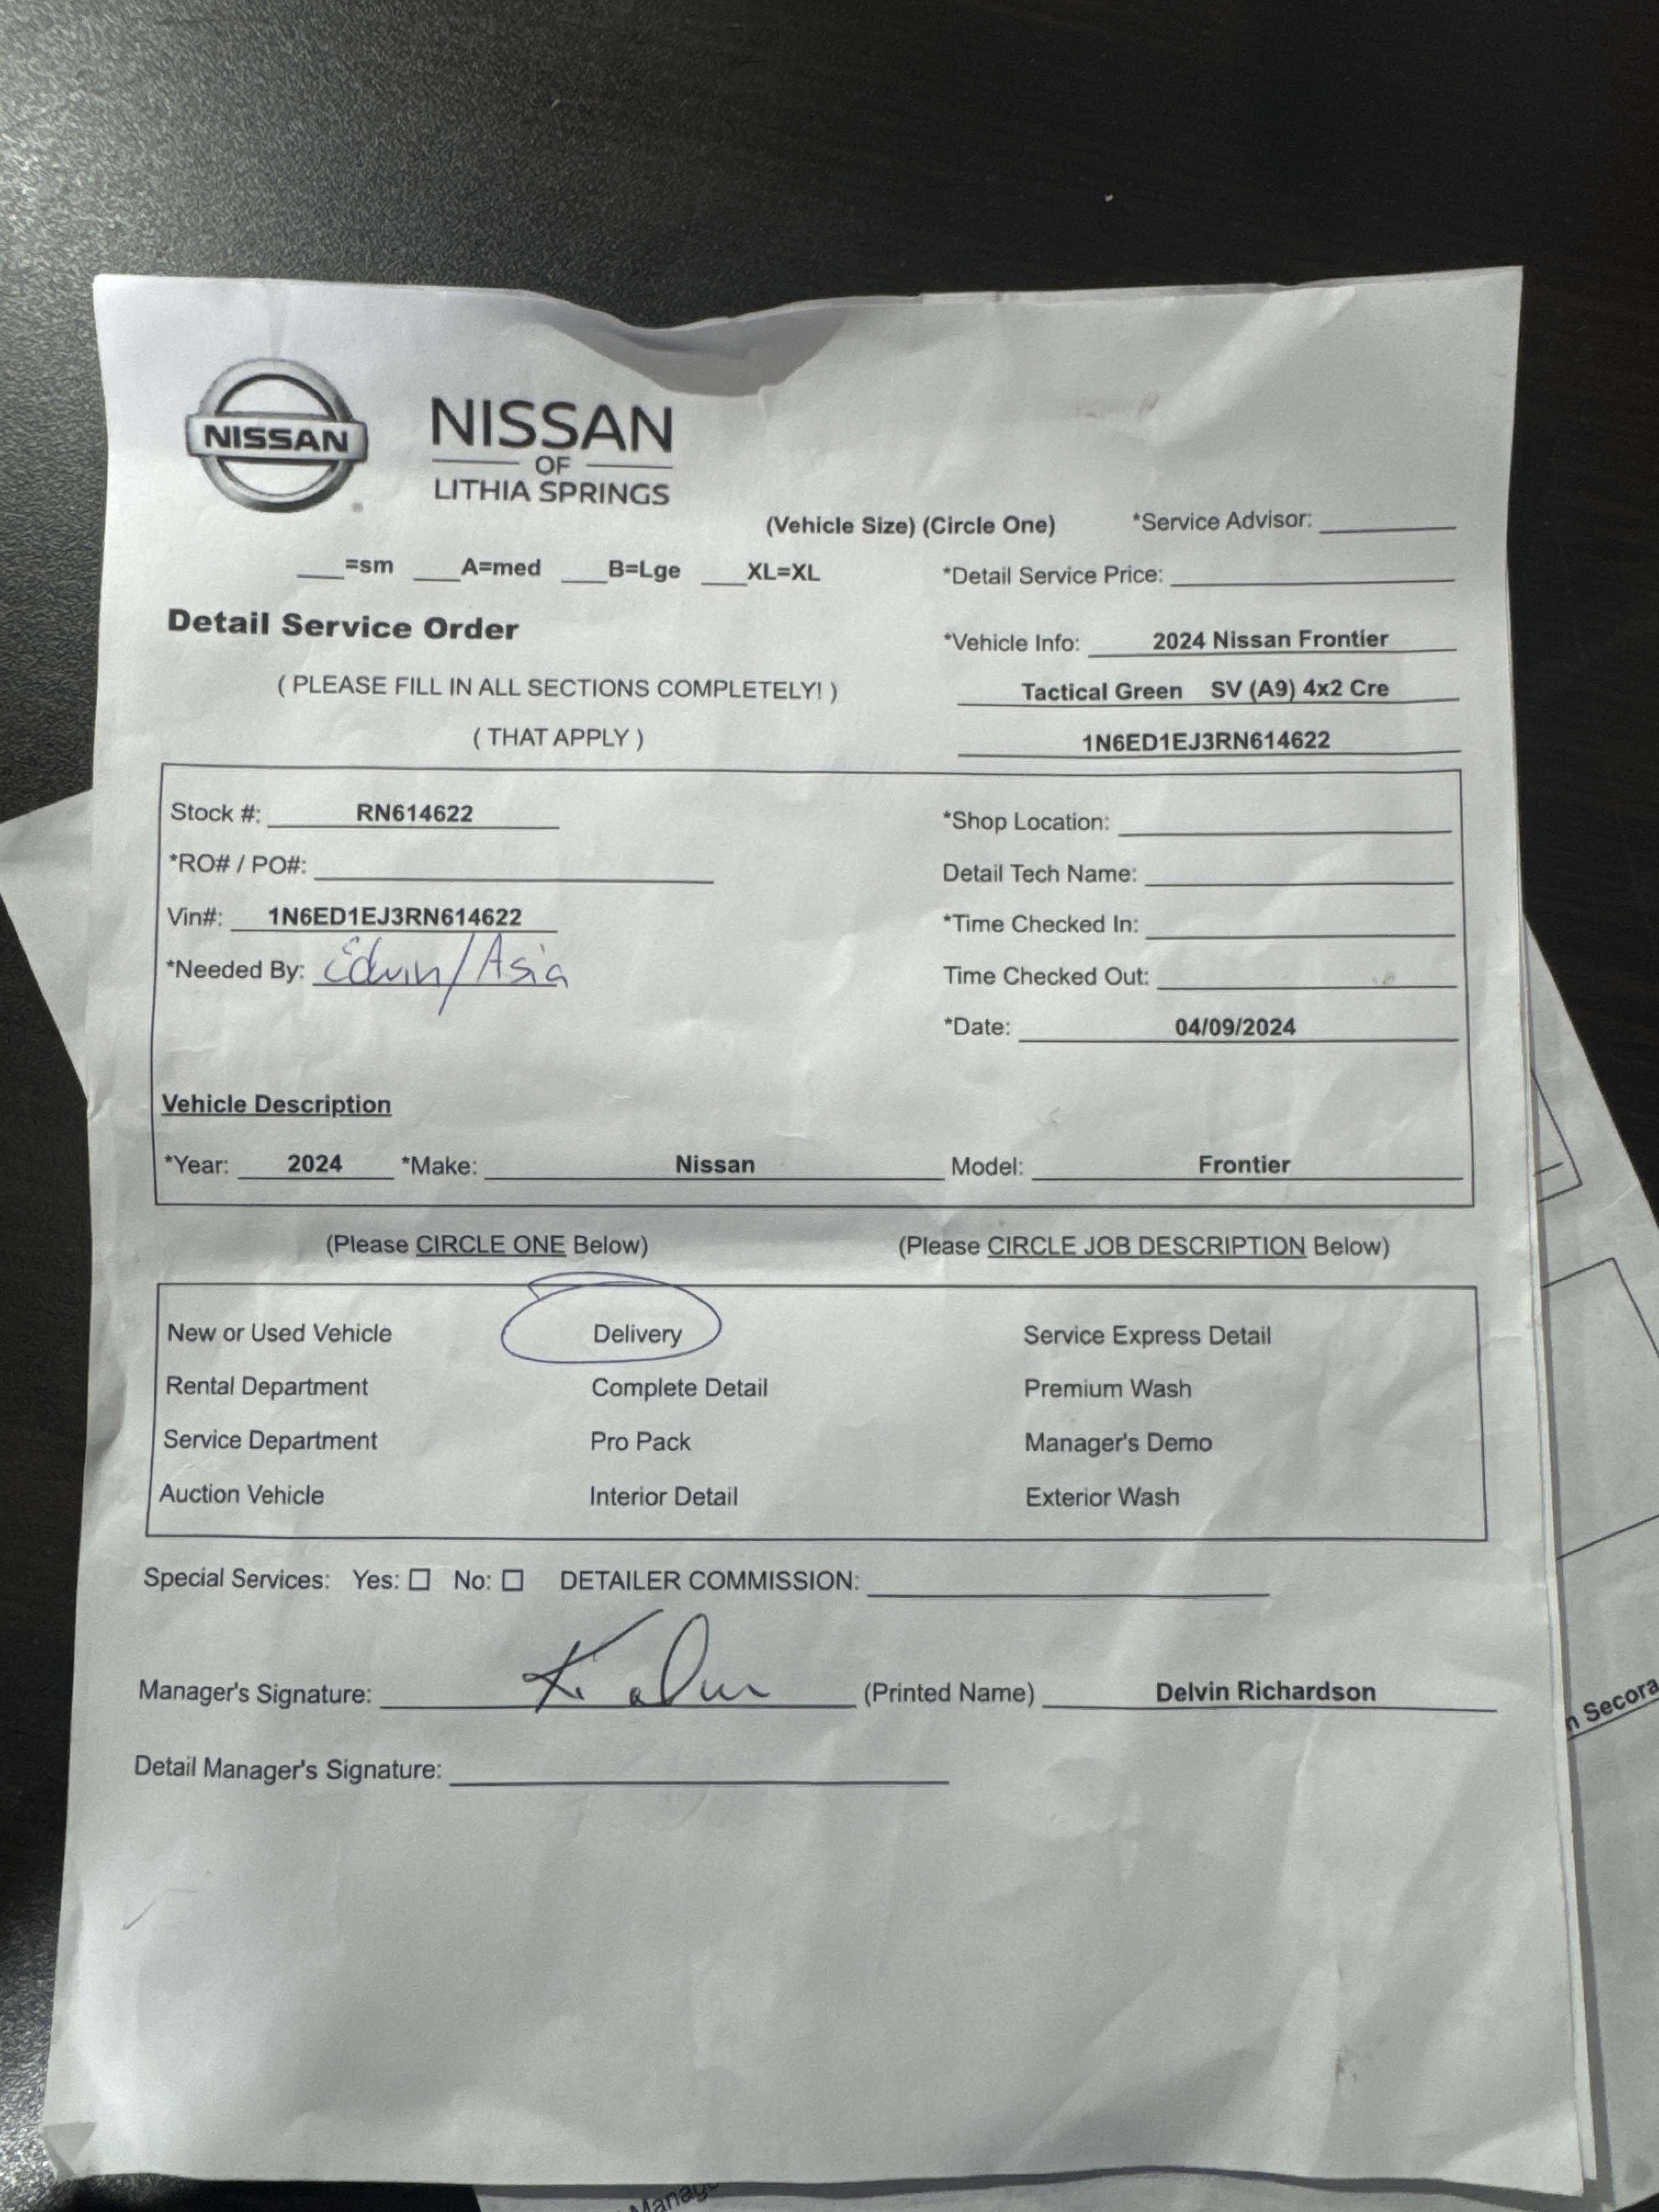 NISSAN
NISSAN
OF
LITHIA SPRINGS
(Vehicle Size) (Circle One) *Service Advisor:
=sm A=med B=Lge XL=XL *Detail Service Price:
Detail Service Order
*Vehicle Info: 2024 Nissan Frontier
( PLEASE FILL IN ALL SECTIONS COMPLETELY! ) Tactical Green SV (A9) 4x2 Cre
( THAT APPLY ) 1N6ED1EJ3RN614622
Stock #: RN614622 *Shop Location:
*RO# / PO#: Detail Tech Name:
Vin#: 1N6ED1EJ3RN614622 *Time Checked In:
*Needed By: Edwin/Asia Time Checked Out:
*Date: 04/09/2024
Vehicle Description
*Year: 2024 *Make: Nissan Model: Frontier
(Please CIRCLE ONE Below) (Please CIRCLE JOB DESCRIPTION Below)
New or Used Vehicle Delivery Service Express Detail
Rental Department Complete Detail Premium Wash
Service Department Pro Pack Manager's Demo
Auction Vehicle Interior Detail Exterior Wash
Special Services: Yes: ☐ No: ☐ DETAILER COMMISSION:
Manager's Signature: (Printed Name) Delvin Richardson
Detail Manager's Signature:
n Secora
Manag